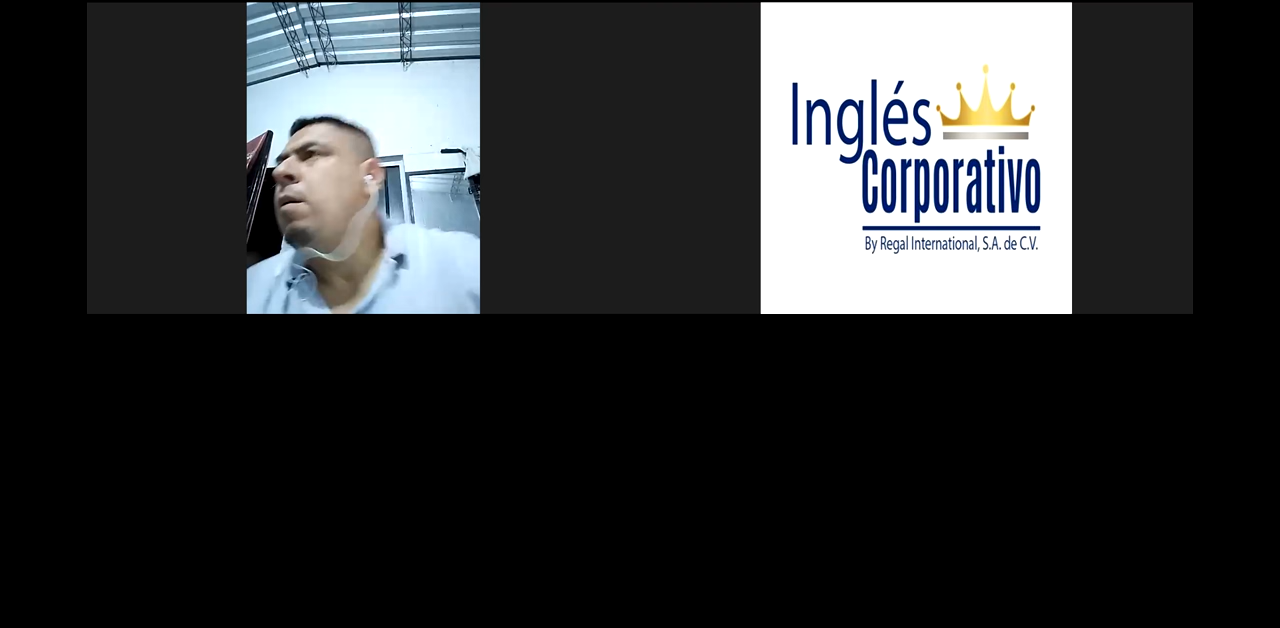 Inglés
Corporativo
By Regal International, S.A. de C.V.